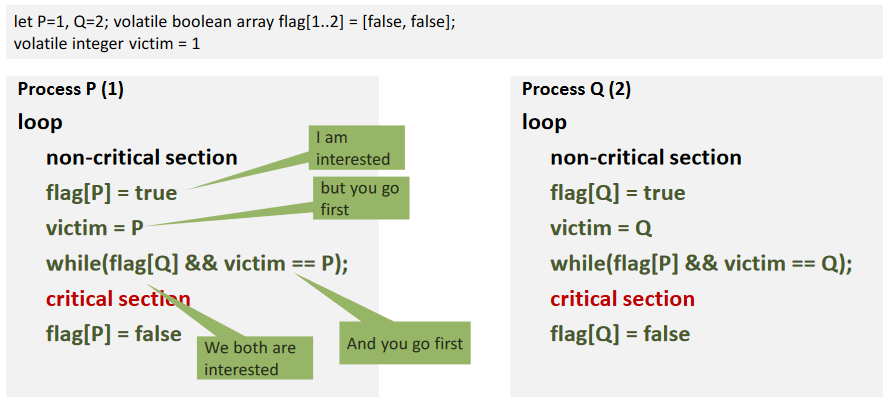 let P=1, Q=2; volatile boolean array flag[1..2] = [false, false];
volatile integer victim = 1
Process P (1)
loop
non-critical section
flag[P] = true
victim = P
while(flag[Q] && victim == P);
critical section
flag[P] = false
I am
interested
but you go
first
We both are
interested
And you go first
Process Q (2)
loop
non-critical section
flag[Q] = true
victim = Q
while(flag[P] && victim == Q);
critical section
flag[Q] = false